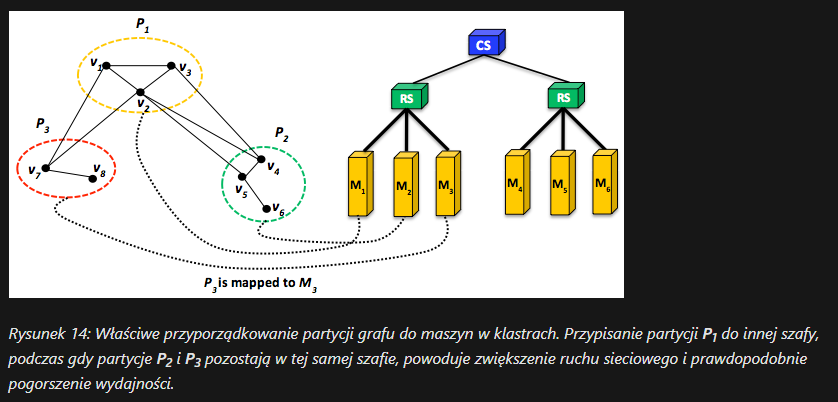 P1
CS
v1
v3
RS
RS
v2
P3
P2
v7
v8
v4
v5
v6
M1
M2
M3
M4
M5
M6
P3 is mapped to M3
Rysunek 14: Właściwe przyporządkowanie partycji grafu do maszyn w klastrach. Przypisanie partycji P1 do innej szafy,
podczas gdy partycje P2 i P3 pozostają w tej samej szafie, powoduje zwiększenie ruchu sieciowego i prawdopodobnie
pogorszenie wydajności.